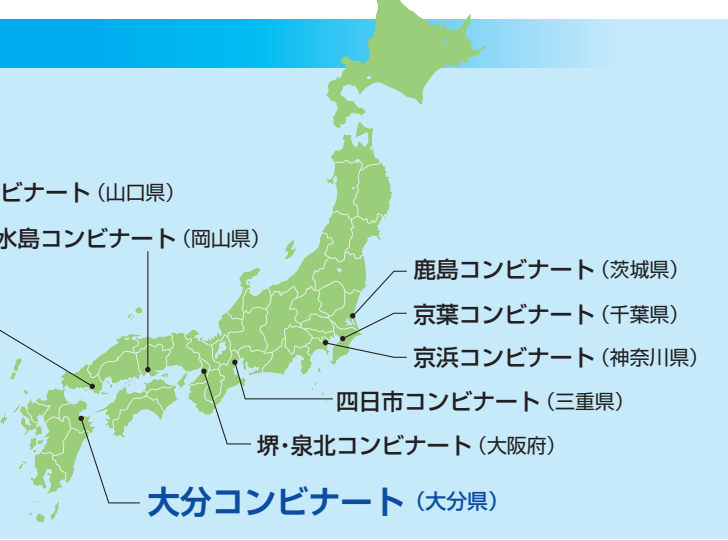 ビナート（山口県）
水島コンビナート（岡山県）
鹿島コンビナート（茨城県）
京葉コンビナート（千葉県）
京浜コンビナート（神奈川県）
四日市コンビナート（三重県）
堺・泉北コンビナート（大阪府）
大分コンビナート（大分県）